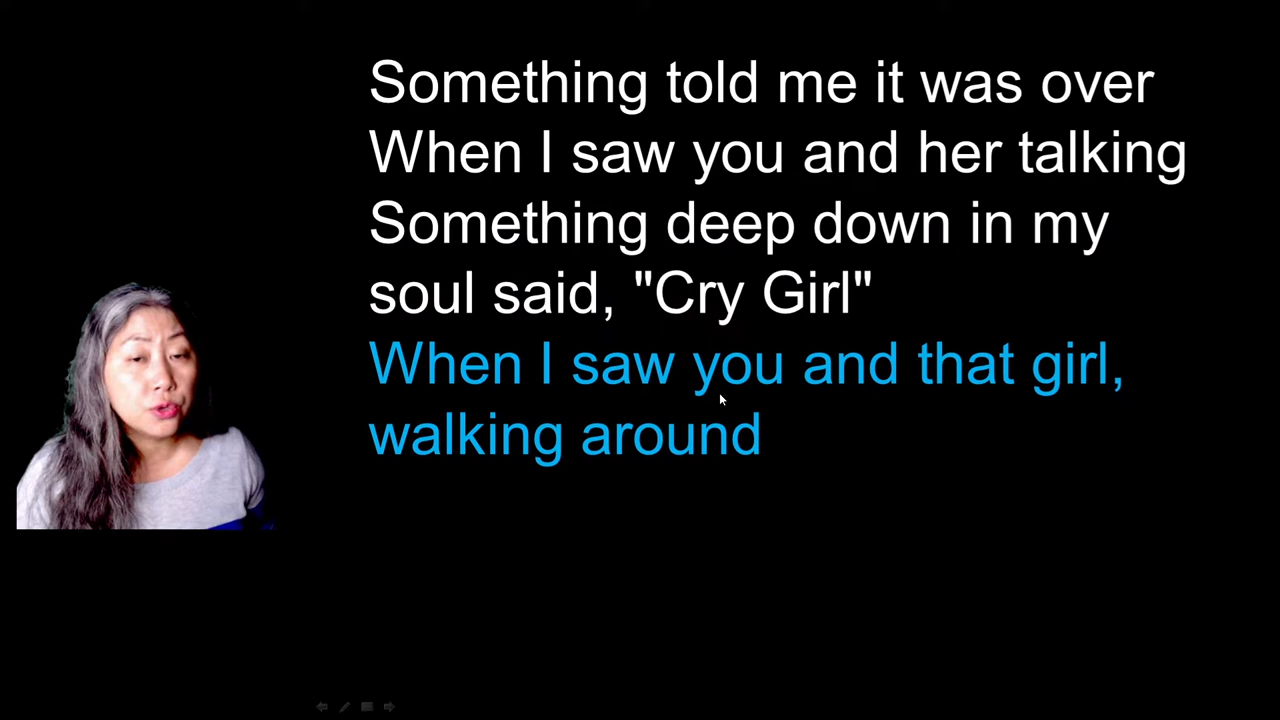 Something told me it was over
When I saw you and her talking
Something deep down in my
soul said, "Cry Girl"
When I saw you and that girl,
walking around